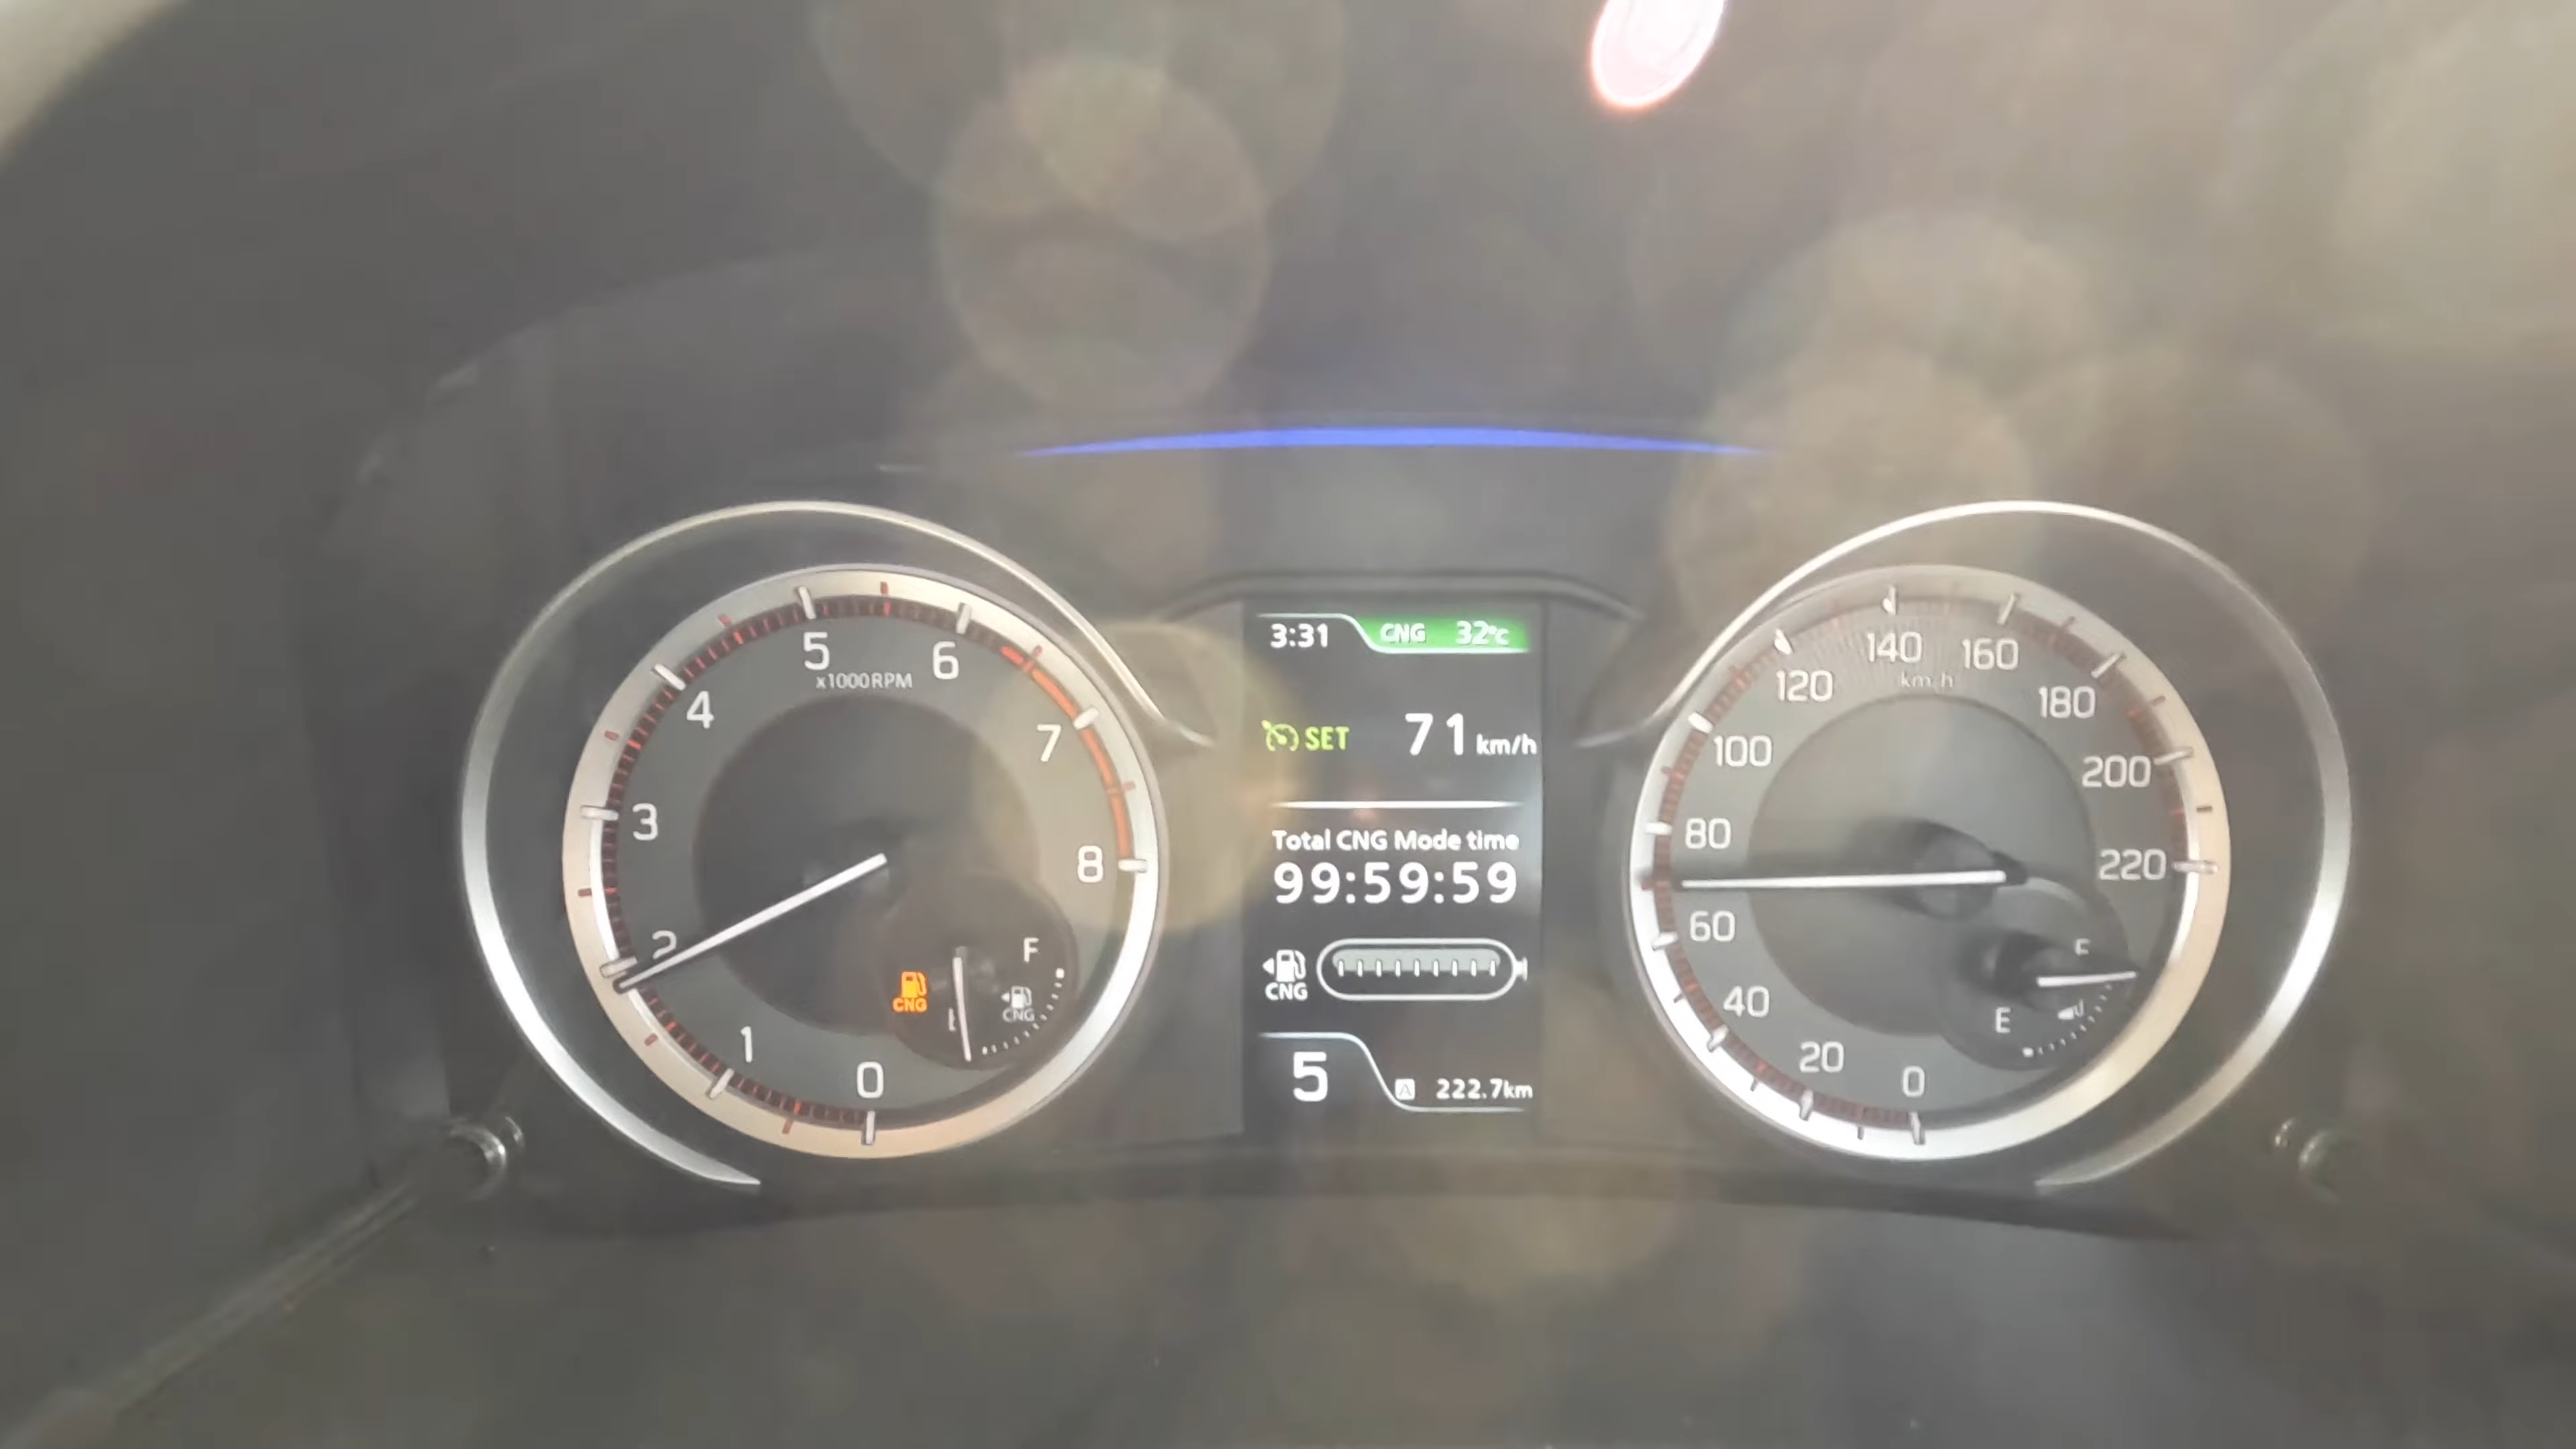 5
6
x1000RPM
4
7
3
8
2
1
0
F
CNG
CNG
3:31 CNG 32°c
SET 71 km/h
Total CNG Mode time
99:59:59
CNG
5 A 222.7km
140
160
120
km/h
180
100
200
80
220
60
40
E
20
0